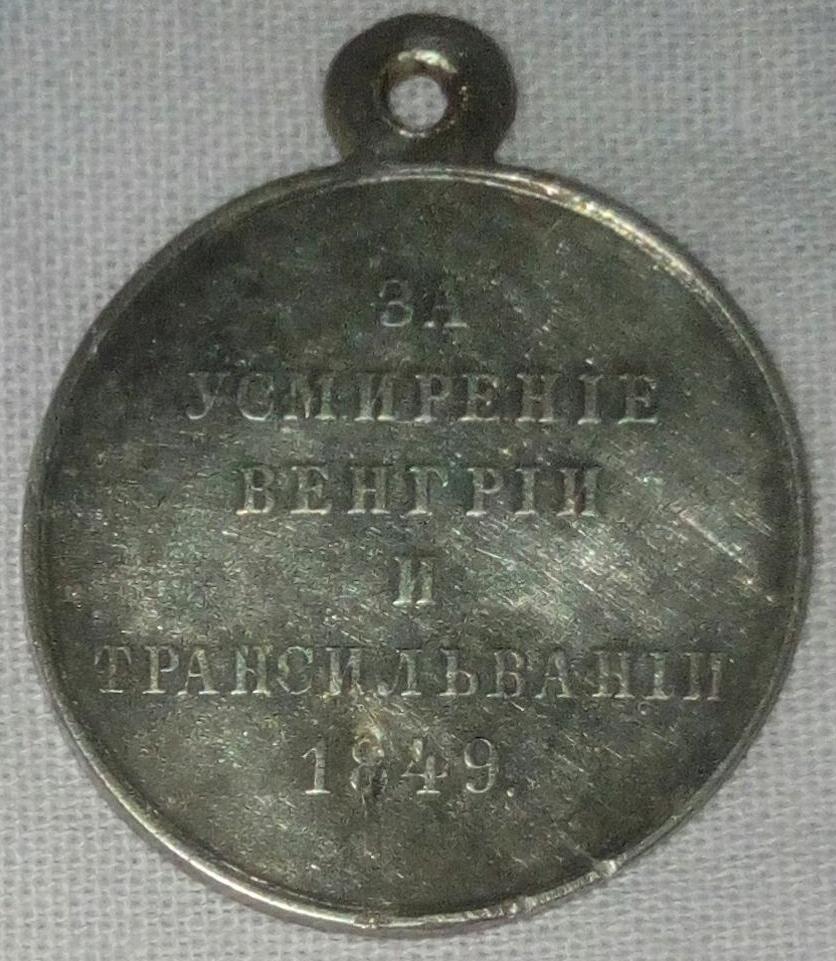 ЗА
УСМИРЕНІЕ
ВЕНГРІИ
И
ТРАНСИЛЬВАНІИ
1849.